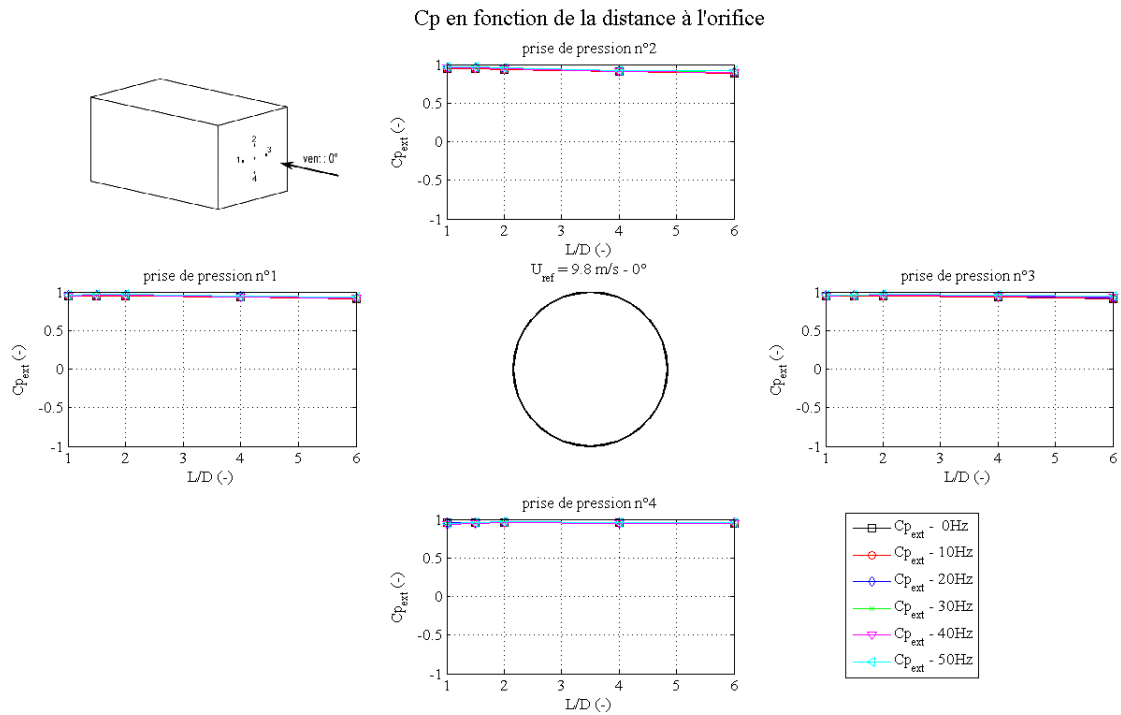 Cp en fonction de la distance à l'orifice
prise de pression n°2
1
0.5
0
-0.5
-1
Cp_ext (-)
1 2 3 4 5 6
L/D (-)
2
1
3
4
vent : 0°
prise de pression n°1
1
0.5
0
-0.5
-1
Cp_ext (-)
1 2 3 4 5 6
L/D (-)
U_ref = 9.8 m/s - 0°
prise de pression n°3
1
0.5
0
-0.5
-1
Cp_ext (-)
1 2 3 4 5 6
L/D (-)
prise de pression n°4
1
0.5
0
-0.5
-1
Cp_ext (-)
1 2 3 4 5 6
L/D (-)
Cp_ext - 0Hz
Cp_ext - 10Hz
Cp_ext - 20Hz
Cp_ext - 30Hz
Cp_ext - 40Hz
Cp_ext - 50Hz